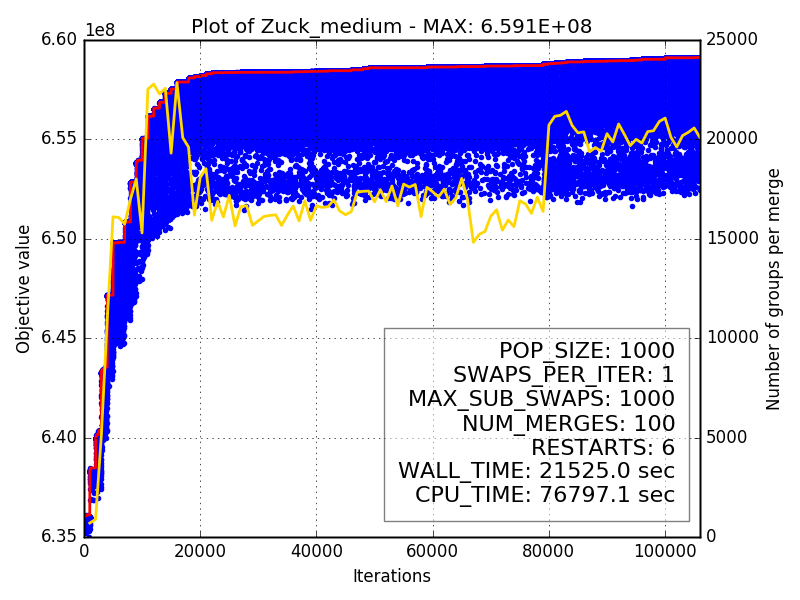 Plot of Zuck_medium - MAX: 6.591E+08
1e8
6.60
6.55
6.50
6.45
6.40
6.35
Objective value
25000
20000
15000
10000
5000
0
Number of groups per merge
POP_SIZE: 1000
SWAPS_PER_ITER: 1
MAX_SUB_SWAPS: 1000
NUM_MERGES: 100
RESTARTS: 6
WALL_TIME: 21525.0 sec
CPU_TIME: 76797.1 sec
0
20000
40000
60000
80000
100000
Iterations